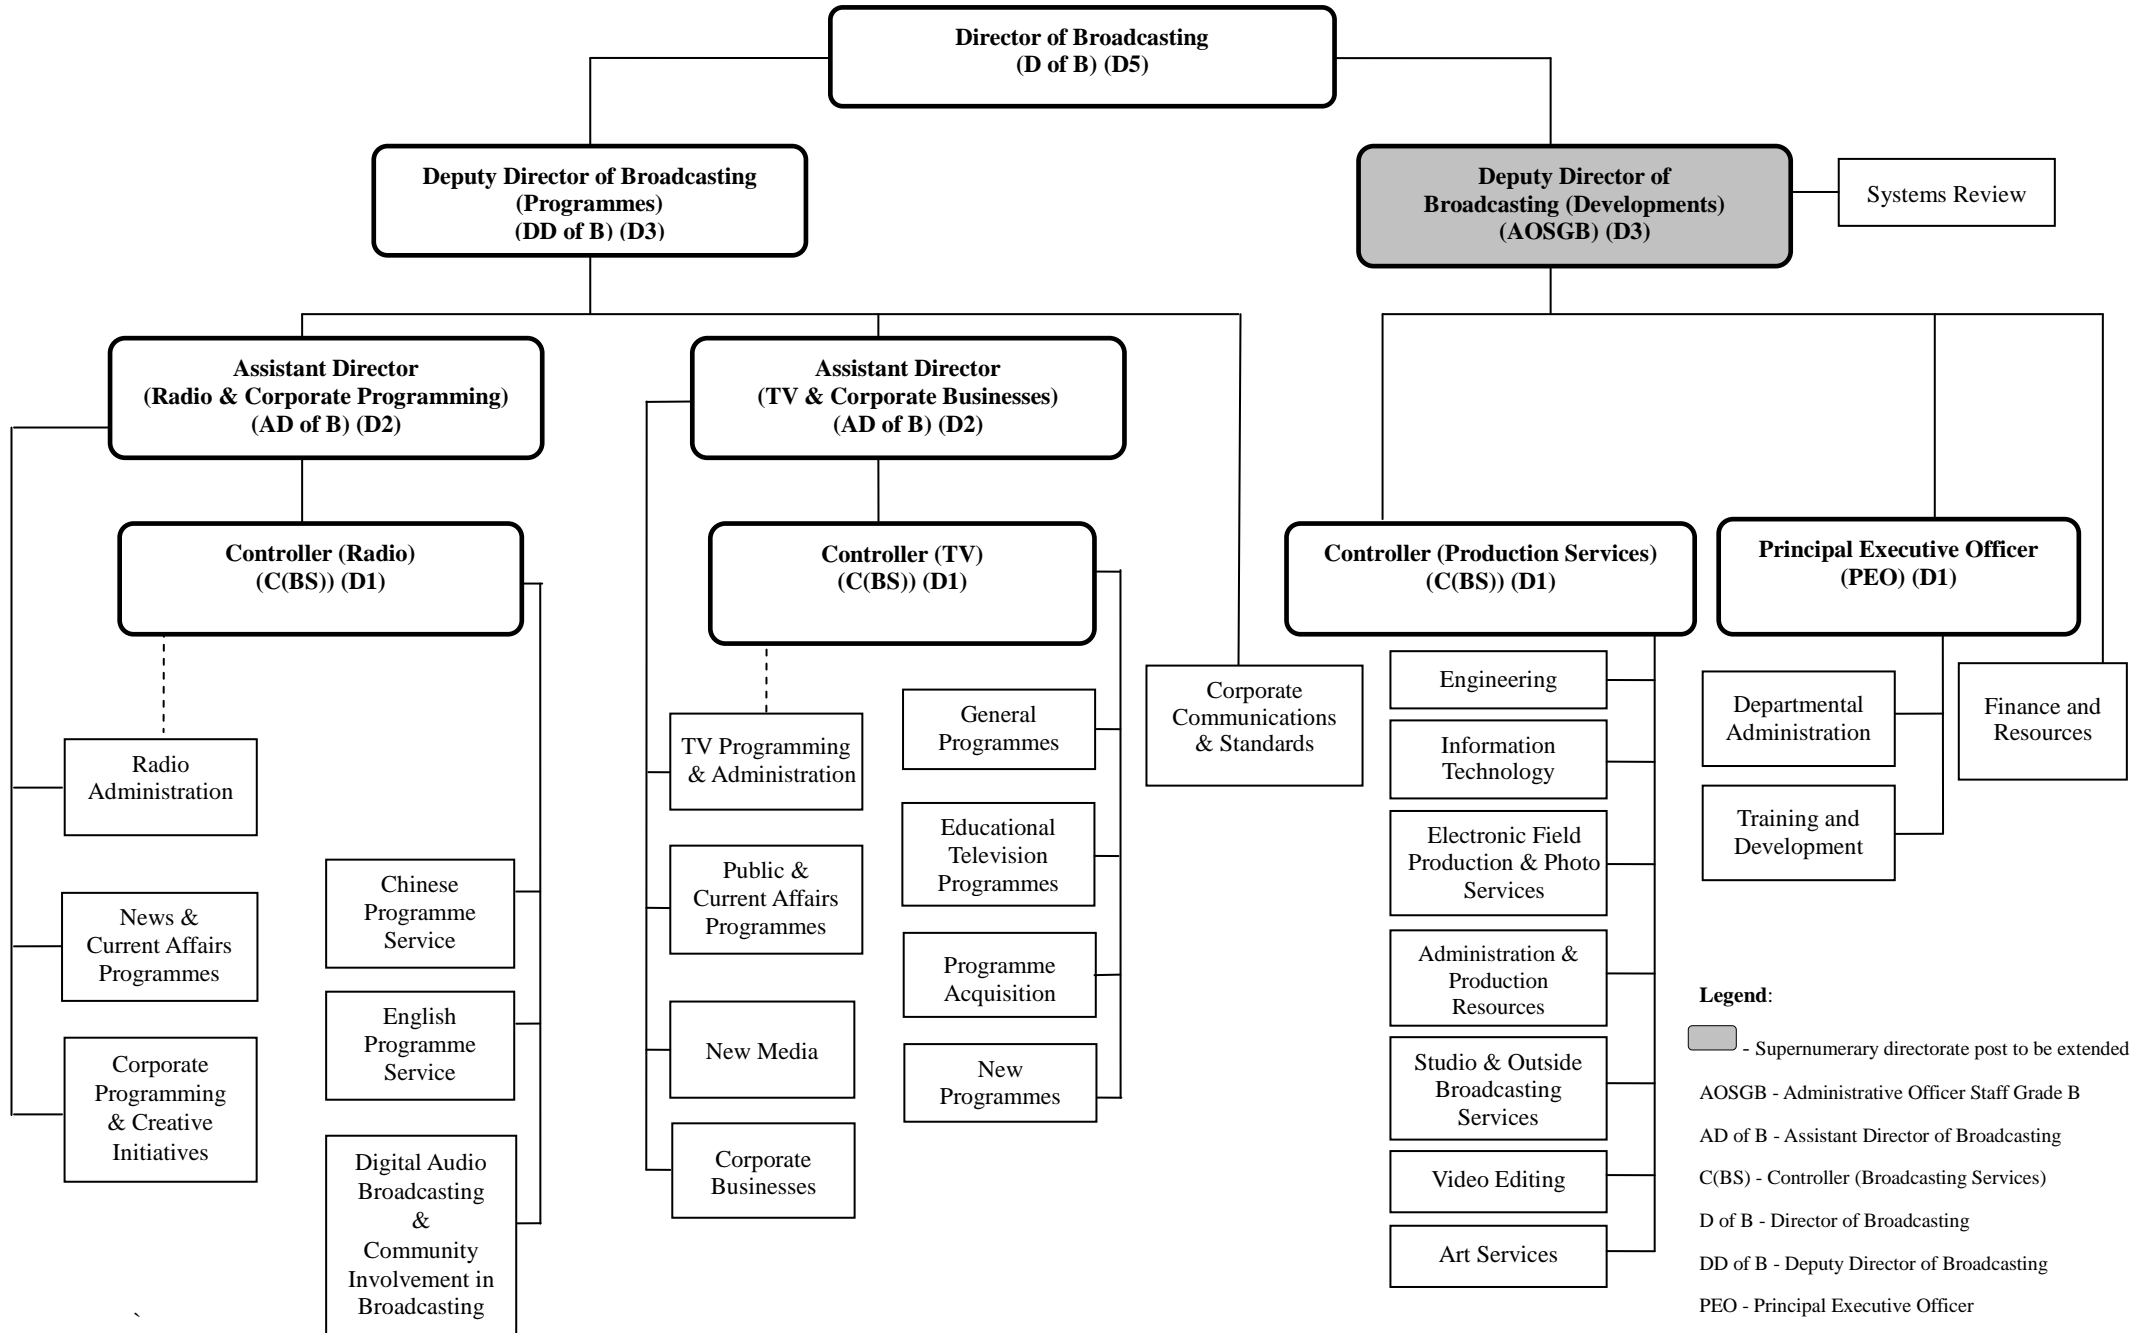 Director of Broadcasting
(D of B) (D5)
Deputy Director of Broadcasting
(Programmes)
(DD of B) (D3)
Deputy Director of
Broadcasting (Developments)
(AOSGB) (D3)
Systems Review
Assistant Director
(Radio & Corporate Programming)
(AD of B) (D2)
Assistant Director
(TV & Corporate Businesses)
(AD of B) (D2)
Controller (Radio)
(C(BS)) (D1)
Controller (TV)
(C(BS)) (D1)
Controller (Production Services)
(C(BS)) (D1)
Principal Executive Officer
(PEO) (D1)
Radio
Administration
News &
Current Affairs
Programmes
Corporate
Programming
& Creative
Initiatives
Chinese
Programme
Service
English
Programme
Service
Digital Audio
Broadcasting
&
Community
Involvement in
Broadcasting
TV Programming
& Administration
Public &
Current Affairs
Programmes
New Media
Corporate
Businesses
General
Programmes
Educational
Television
Programmes
Programme
Acquisition
New
Programmes
Corporate
Communications
& Standards
Engineering
Information
Technology
Electronic Field
Production & Photo
Services
Administration &
Production
Resources
Studio & Outside
Broadcasting
Services
Video Editing
Art Services
Departmental
Administration
Training and
Development
Finance and
Resources
Legend:
- Supernumerary directorate post to be extended
AOSGB - Administrative Officer Staff Grade B
AD of B - Assistant Director of Broadcasting
C(BS) - Controller (Broadcasting Services)
D of B - Director of Broadcasting
DD of B - Deputy Director of Broadcasting
PEO - Principal Executive Officer
`